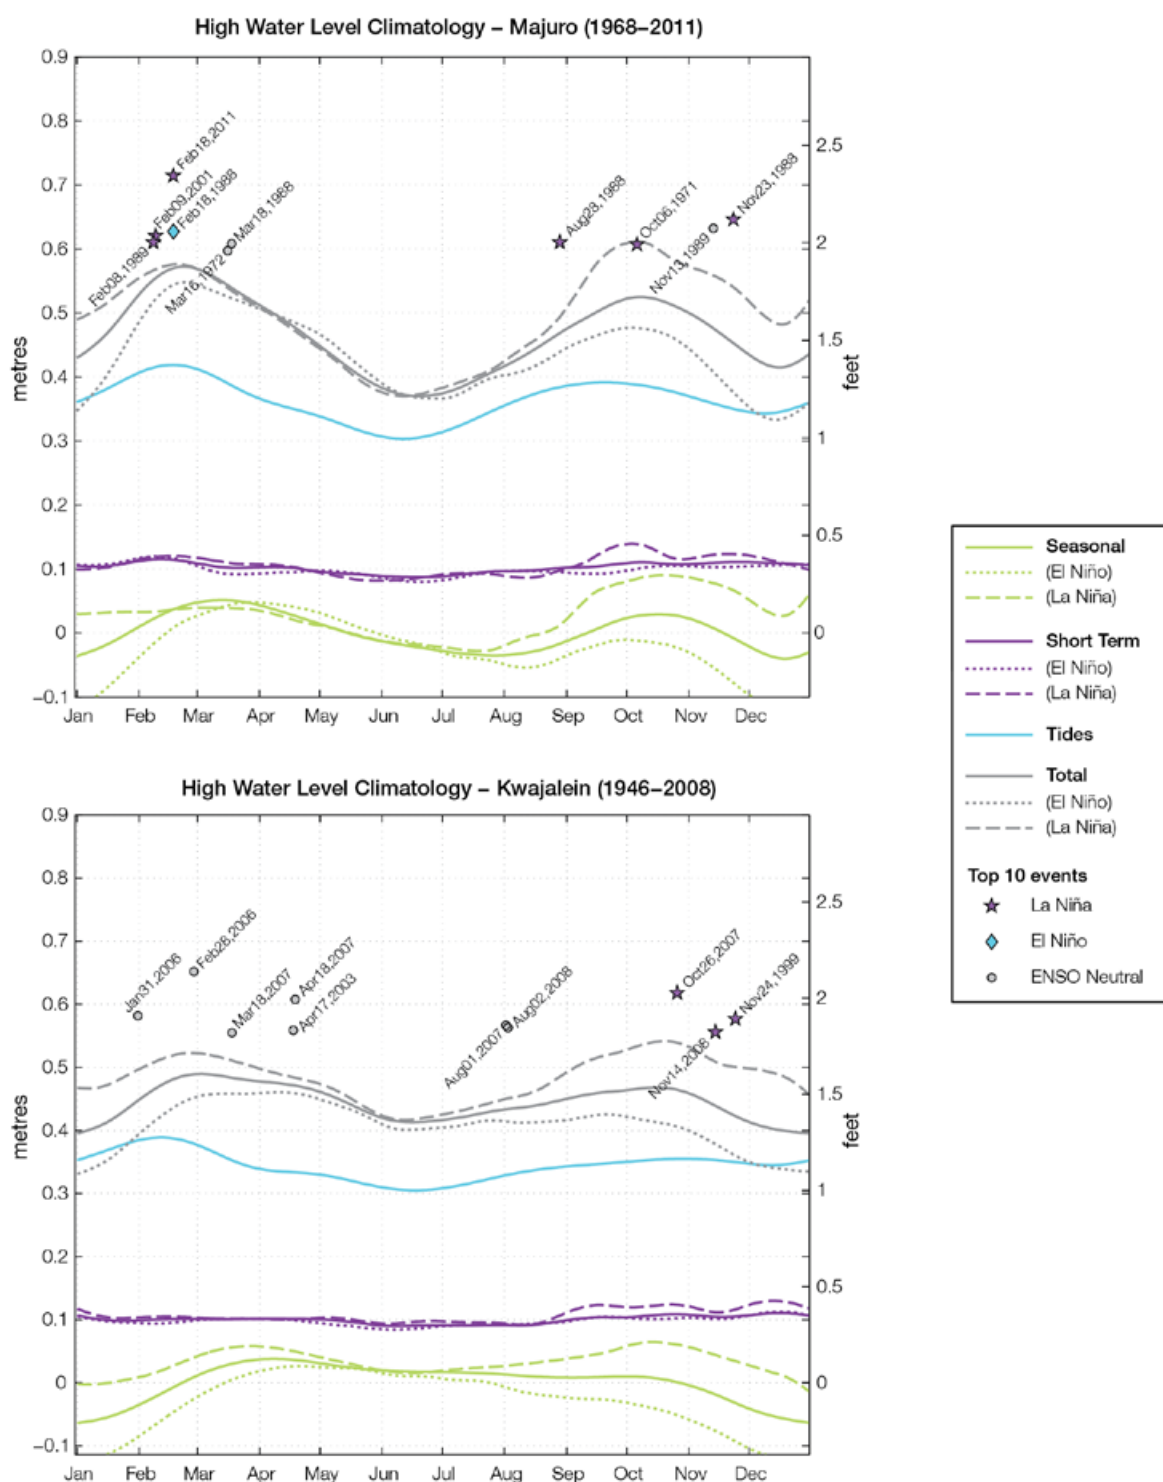 High Water Level Climatology – Majuro (1968–2011)
0.9
0.8
0.7
0.6
0.5
0.4
0.3
0.2
0.1
0
−0.1
metres
2.5
2
1.5
1
0.5
0
feet
Feb18,2011
Feb09,2001
Feb18,1988
Feb08,1989
Mar18,1988
Mar16,1972
Aug28,1988
Oct06,1971
Nov13,1989
Nov23,1988
Jan Feb Mar Apr May Jun Jul Aug Sep Oct Nov Dec
High Water Level Climatology – Kwajalein (1946–2008)
0.9
0.8
0.7
0.6
0.5
0.4
0.3
0.2
0.1
0
−0.1
metres
2.5
2
1.5
1
0.5
0
feet
Jan31,2006
Feb28,2006
Mar18,2007
Apr18,2007
Apr17,2003
Aug01,2007
Aug02,2008
Oct26,2007
Nov14,2008
Nov24,1999
Jan Feb Mar Apr May Jun Jul Aug Sep Oct Nov Dec
Seasonal
(El Niño)
(La Niña)
Short Term
(El Niño)
(La Niña)
Tides
Total
(El Niño)
(La Niña)
Top 10 events
La Niña
El Niño
ENSO Neutral